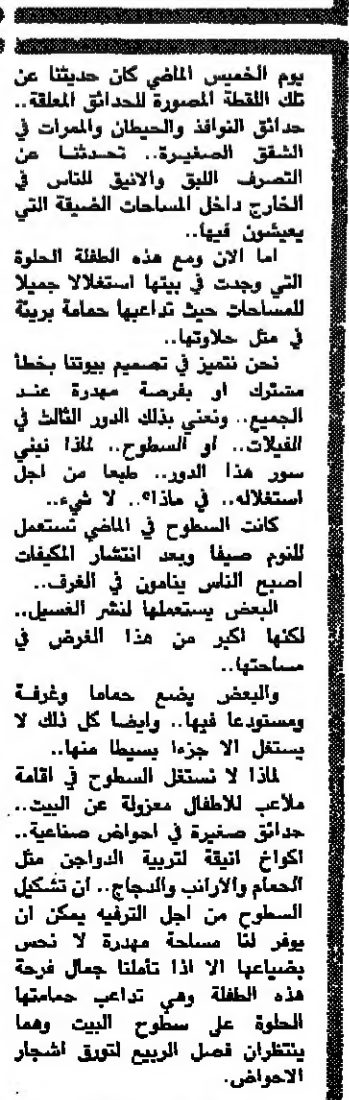 يوم الخميس الماضي كان حديثنا عن
تلك اللقطة المصورة للحدائق المعلقة..
حدائق النوافذ والحيطان والممرات في
الشقق الصغيرة.. تحدثنا عن
التصرف اللبق والانيق للناس في
الخارج داخل المساحات الضيقة التي
يعيشون فيها..
اما الان ومع هذه الطفلة الحلوة
التي وجدت في بيتها استغلالا جميلا
للمساحات حيث تداعبها حمامة بريئة
في مثل حلاوتها..
نحن نتميز في تصميم بيوتنا بخطأ
مشترك او بفرصة مهدرة عند
الجميع.. ونعني بذلك الدور الثالث في
الفيلات.. أو السطوح.. لماذا نبني
سور هذا الدور.. طبعا من اجل
استغلاله.. في ماذا؟.. لا شيء..
كانت السطوح في الماضي تستعمل
للنوم صيفا وبعد انتشار المكيفات
اصبح الناس ينامون في الغرف..
البعض يستعملها لنشر الغسيل..
لكنها اكبر من هذا الغرض في
مساحتها..
والبعض يضع حماما وغرفة
ومستودعا فيها.. وايضا كل ذلك لا
يستغل الا جزءا بسيطا منها..
لماذا لا نستغل السطوح في اقامة
ملاعب للأطفال معزولة عن البيت..
حدائق صغيرة في احواض صناعية..
اكواخ انيقة لتربية الدواجن مثل
الحمام والارانب والدجاج.. ان تشكيل
السطوح من اجل الترفيه يمكن ان
يوفر لنا مساحة مهدرة لا نحس
بضياعها الا اذا تأملنا جمال فرحة
هذه الطفلة وهي تداعب حمامتها
الحلوة على سطوح البيت وهما
ينتظران فصل الربيع لتورق اشجار
الاحواض.